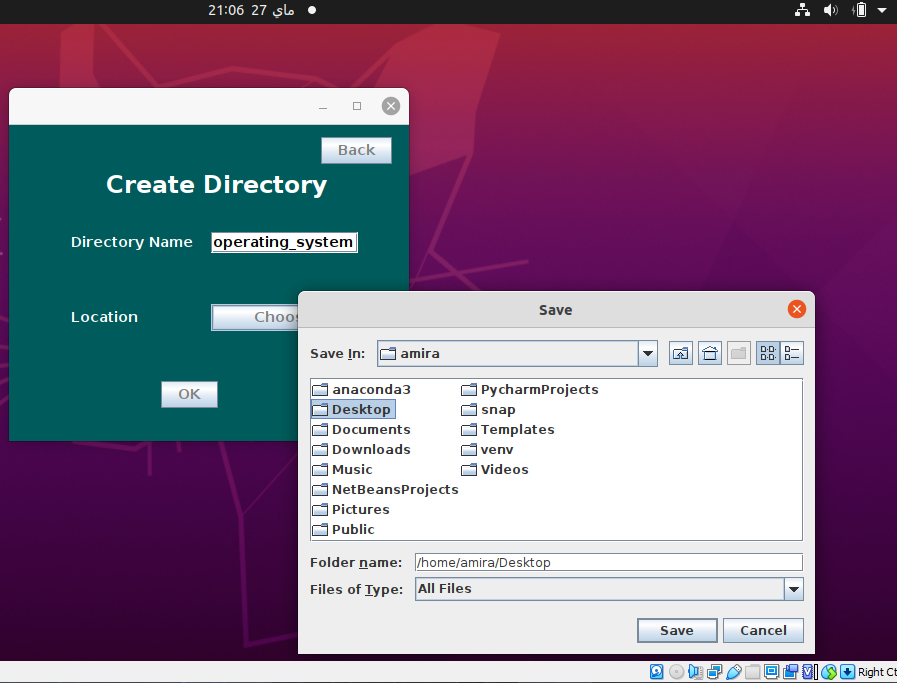 21:06 27 ماي
Back
Create Directory
Directory Name operating_system
Location Choos
OK
Save
Save In: amira
anaconda3
Desktop
Documents
Downloads
Music
NetBeansProjects
Pictures
Public
PycharmProjects
snap
Templates
venv
Videos
Folder name: /home/amira/Desktop
Files of Type: All Files
Save Cancel
Right Ct